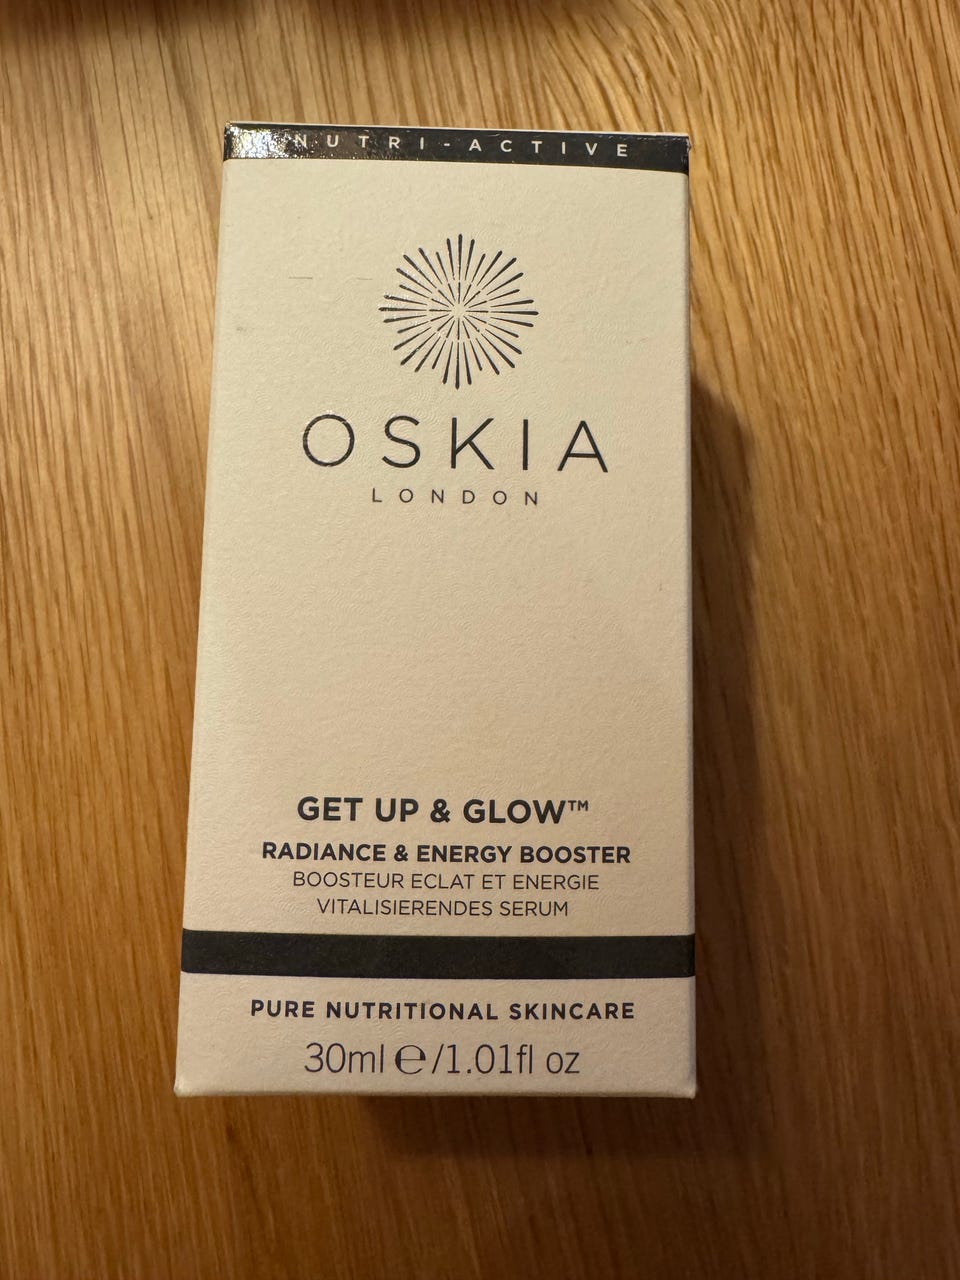 NUTRI-ACTIVE
OSKIA
LONDON
GET UP & GLOW™
RADIANCE & ENERGY BOOSTER
BOOSTEUR ECLAT ET ENERGIE
VITALISIERENDES SERUM
PURE NUTRITIONAL SKINCARE
30ml ℮/1.01fl oz